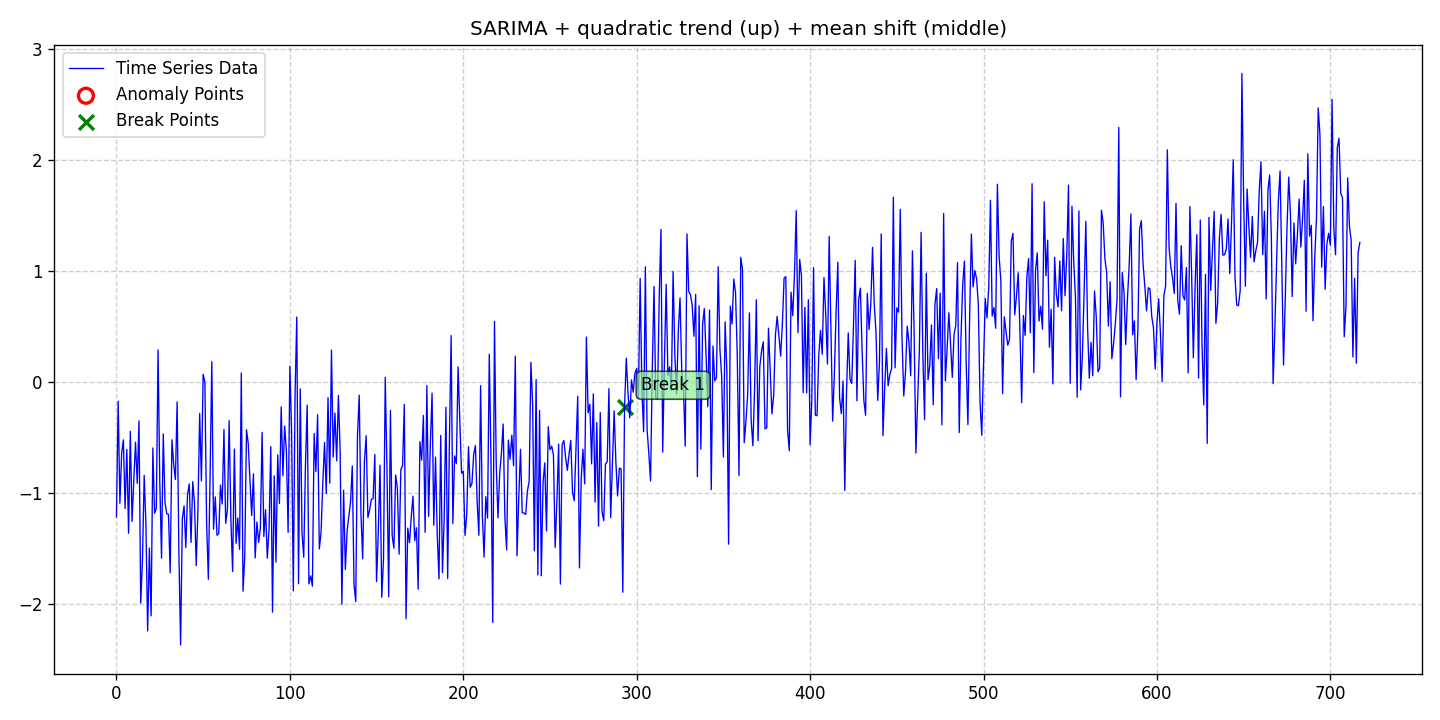 SARIMA + quadratic trend (up) + mean shift (middle)
3
Time Series Data
Anomaly Points
Break Points
2
1
0
Break 1
−1
−2
0 100 200 300 400 500 600 700